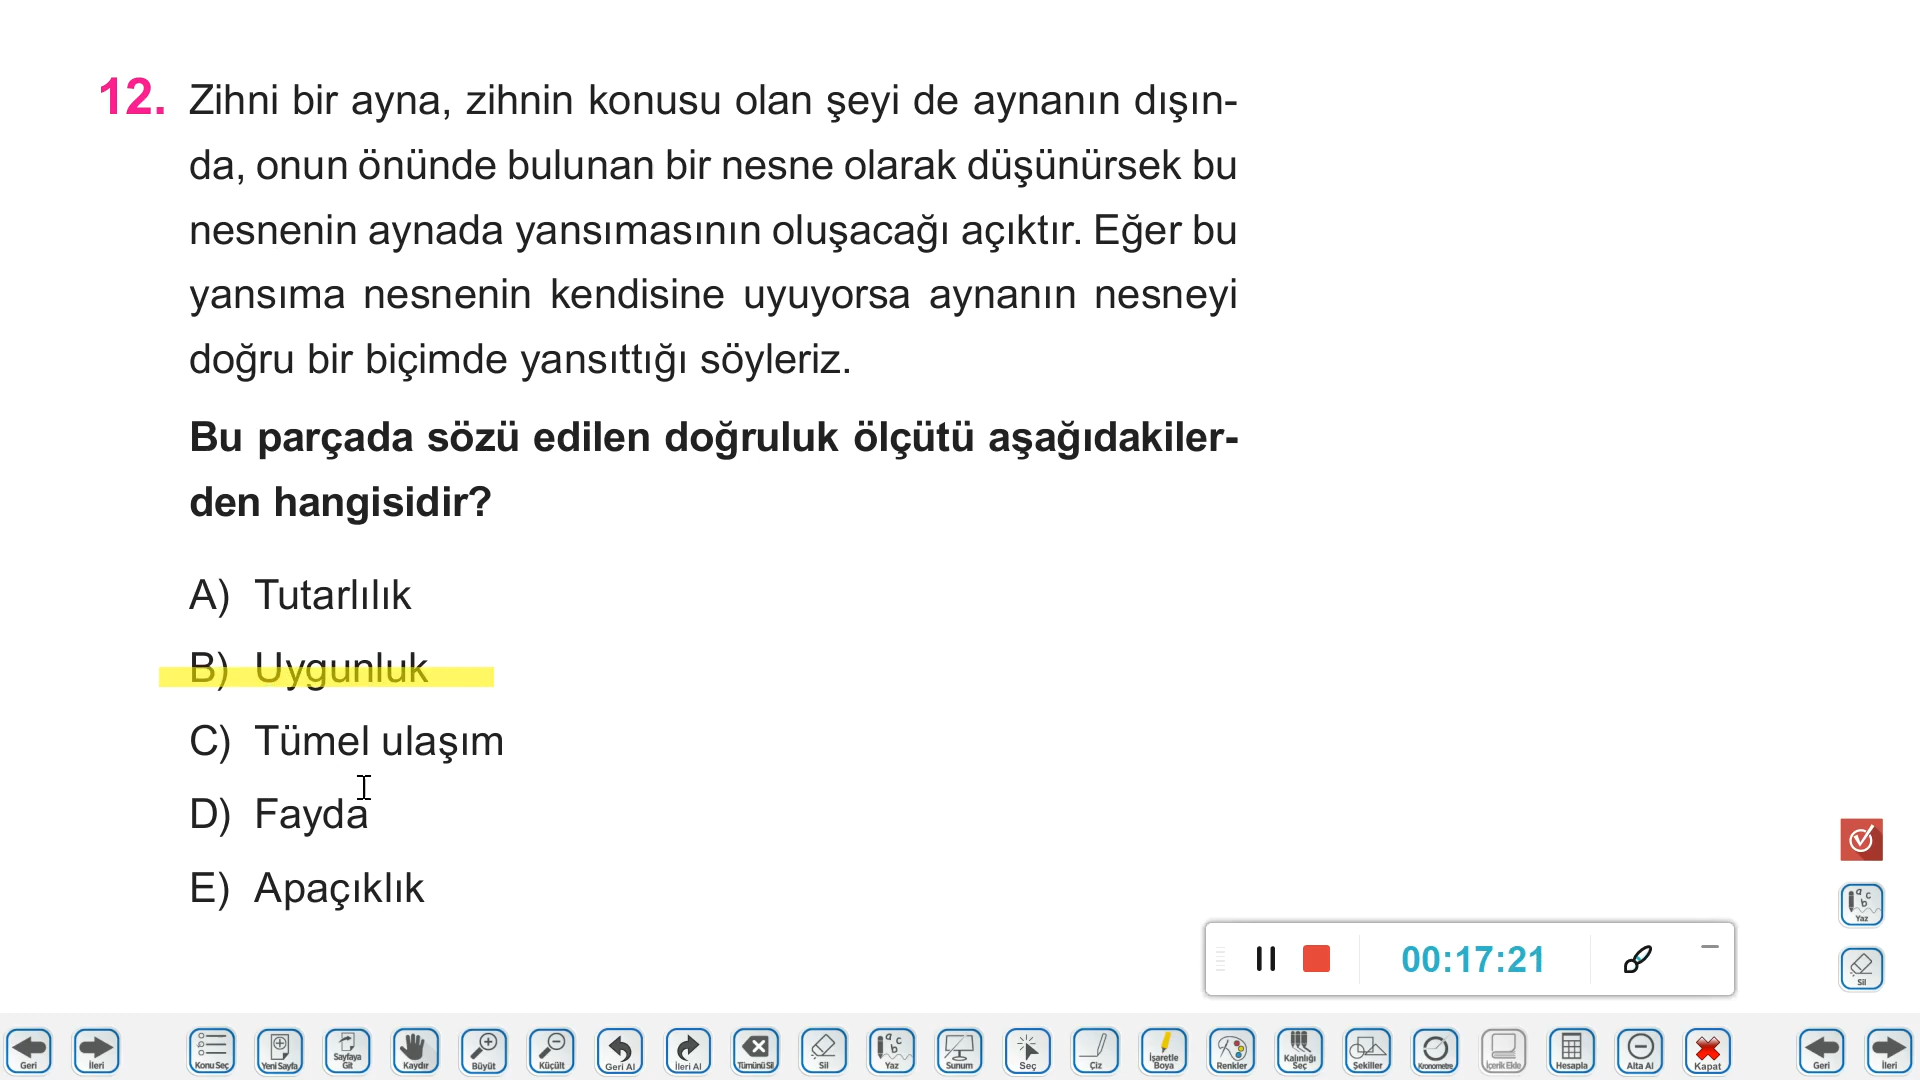 12. Zihni bir ayna, zihnin konusu olan şeyi de aynanın dışın-
da, onun önünde bulunan bir nesne olarak düşünürsek bu
nesnenin aynada yansımasının oluşacağı açıktır. Eğer bu
yansıma nesnenin kendisine uyuyorsa aynanın nesneyi
doğru bir biçimde yansıttığı söyleriz.
Bu parçada sözü edilen doğruluk ölçütü aşağıdakiler-
den hangisidir?
A) Tutarlılık
B) Uygunluk
C) Tümel ulaşım
D) Fayda
E) Apaçıklık
Yaz
Sil
00:17:21
Geri İleri Konu Seç Yeni Sayfa Sayfaya Git Kaydır Büyüt Küçült Geri Al İleri Al Tümünü Sil Sil Yaz Sunum Seç Çiz İşaretle Boya Renkler Kalınlığı Seç Şekiller Kronometre İçerik Ekle Hesapla Alta Al Kapat Geri İleri